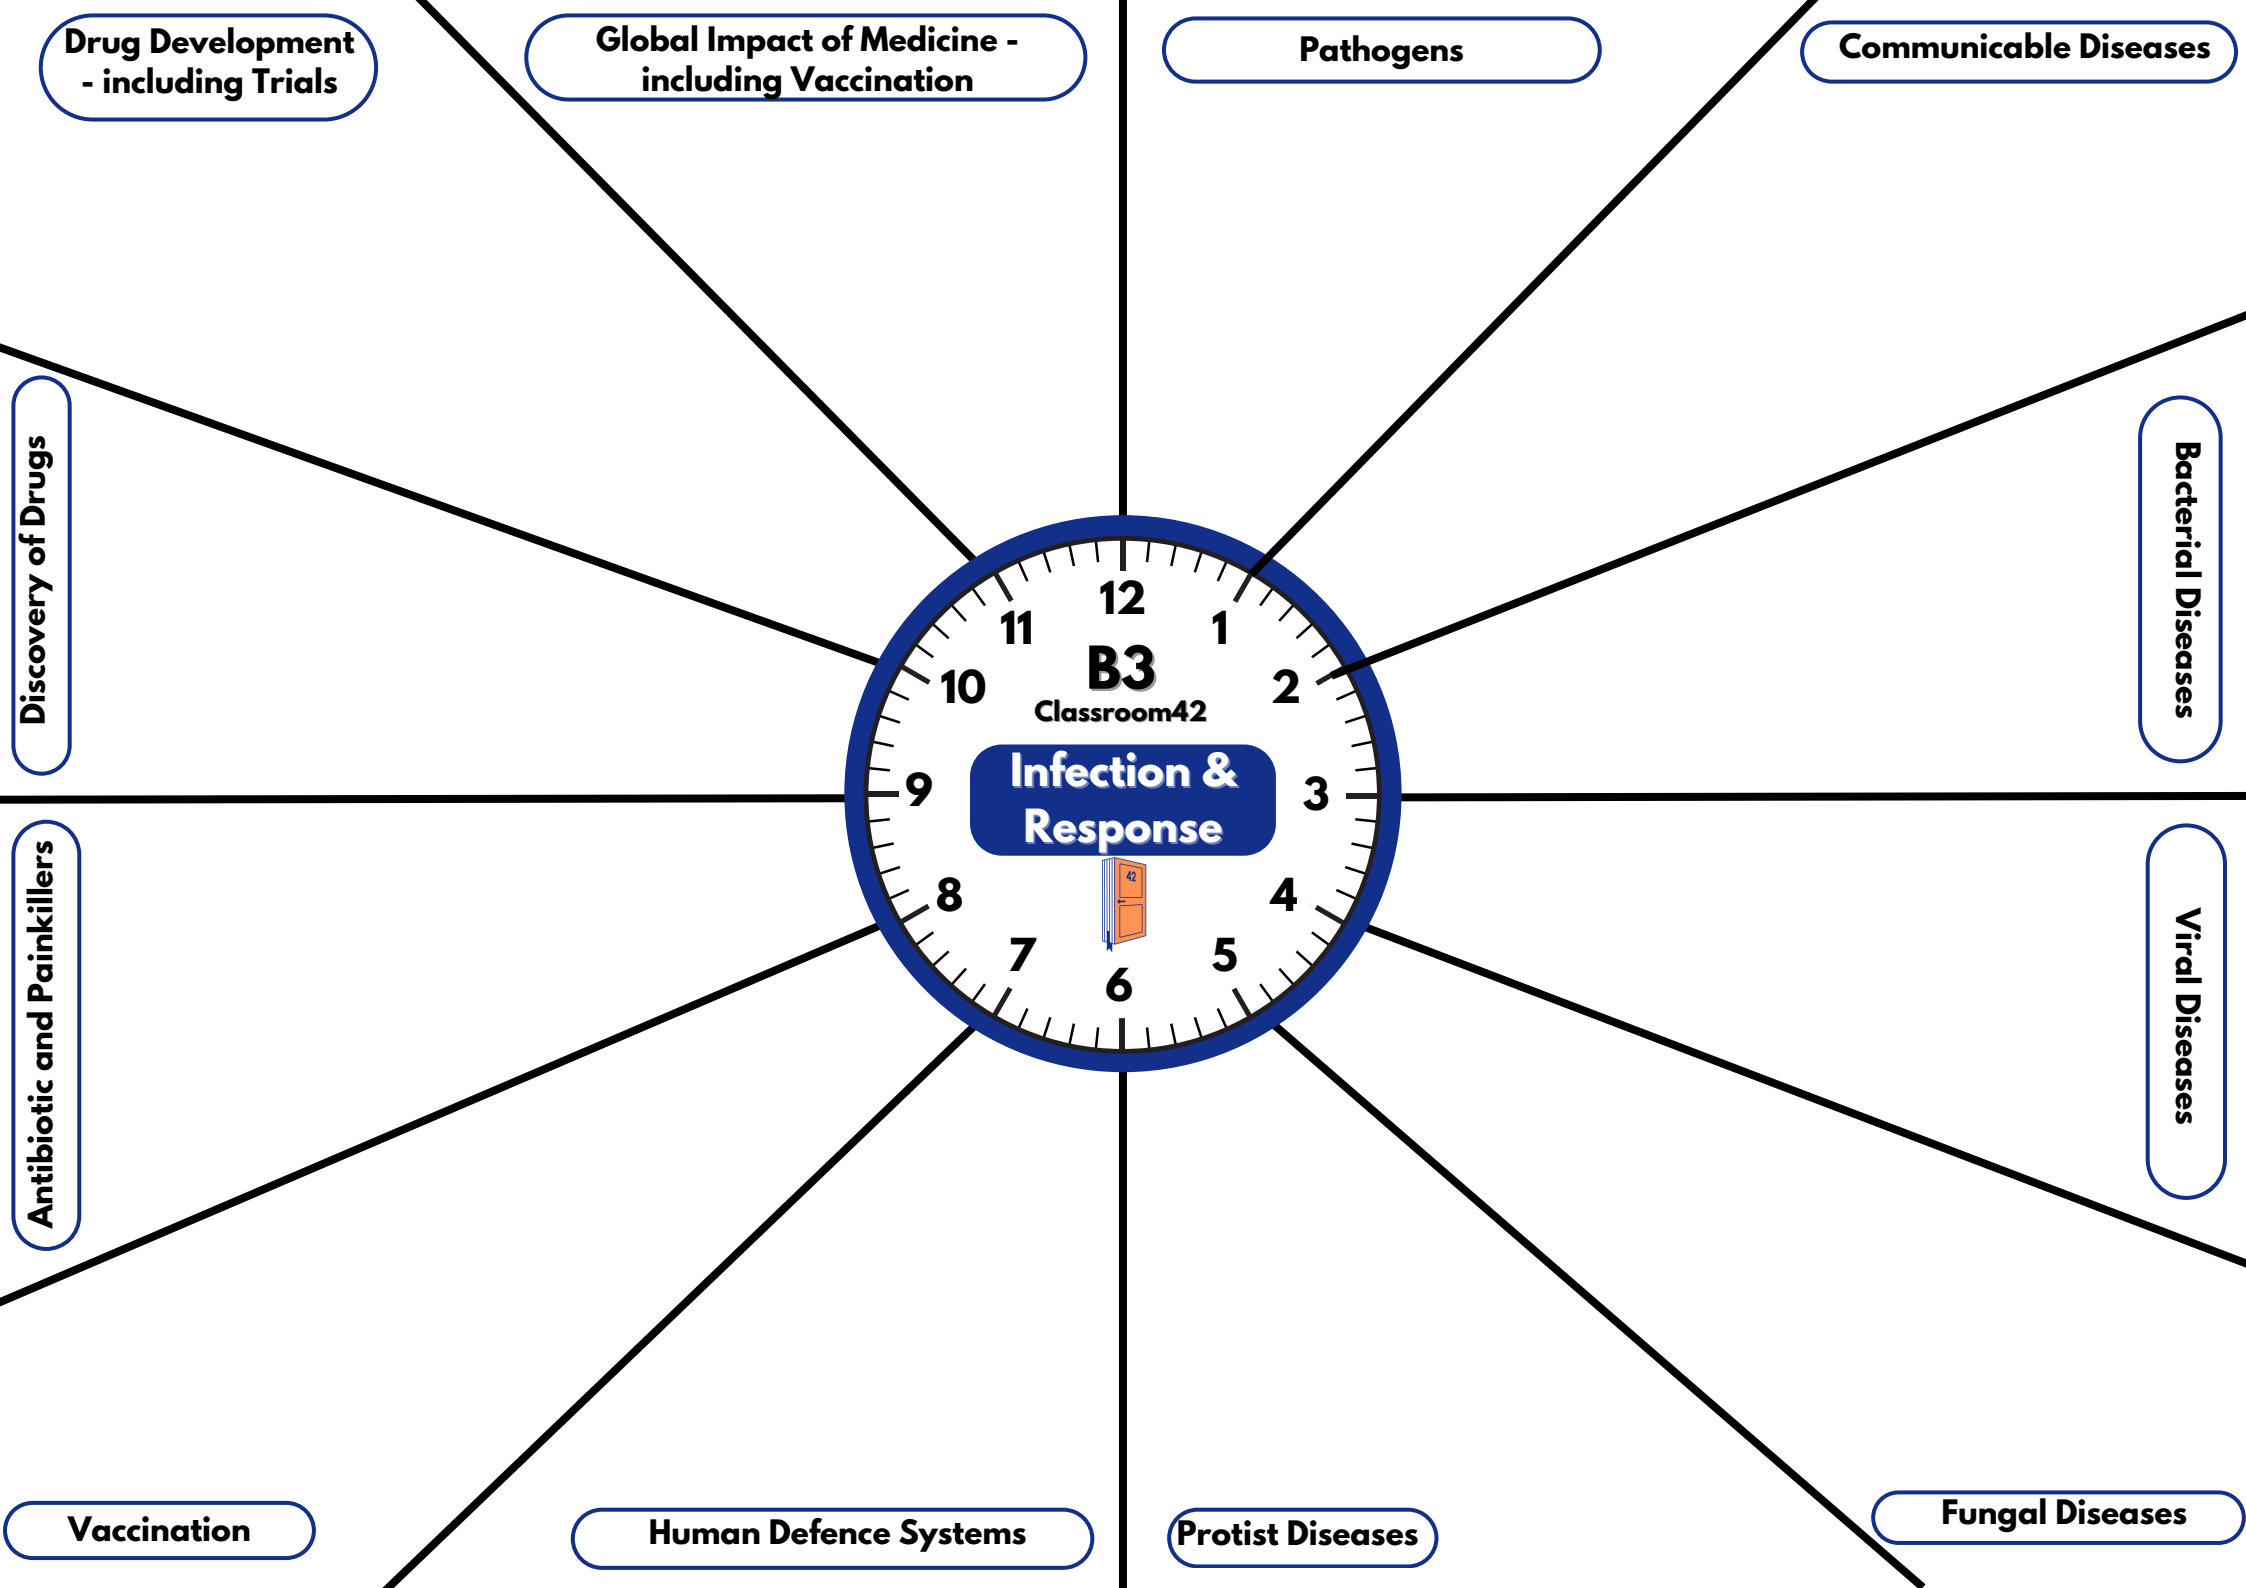 Drug Development
- including Trials
Global Impact of Medicine -
including Vaccination
Pathogens
Communicable Diseases
Bacterial Diseases
Viral Diseases
Fungal Diseases
Protist Diseases
Human Defence Systems
Vaccination
Antibiotic and Painkillers
Discovery of Drugs
12
1
2
3
4
5
6
7
8
9
10
11
B3
Classroom42
Infection &
Response
42